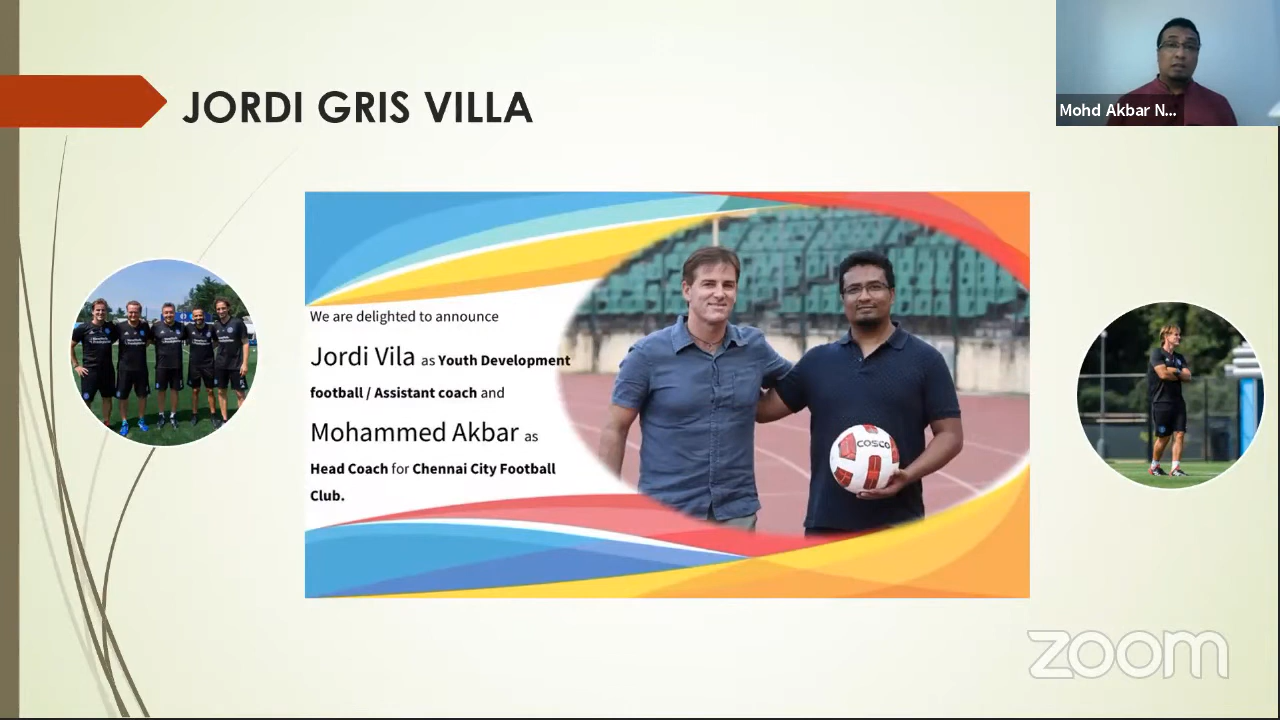 JORDI GRIS VILLA
Mohd Akbar N...
We are delighted to announce
Jordi Vila as Youth Development
football / Assistant coach and
Mohammed Akbar as
Head Coach for Chennai City Football
Club.
COSCO
zoom